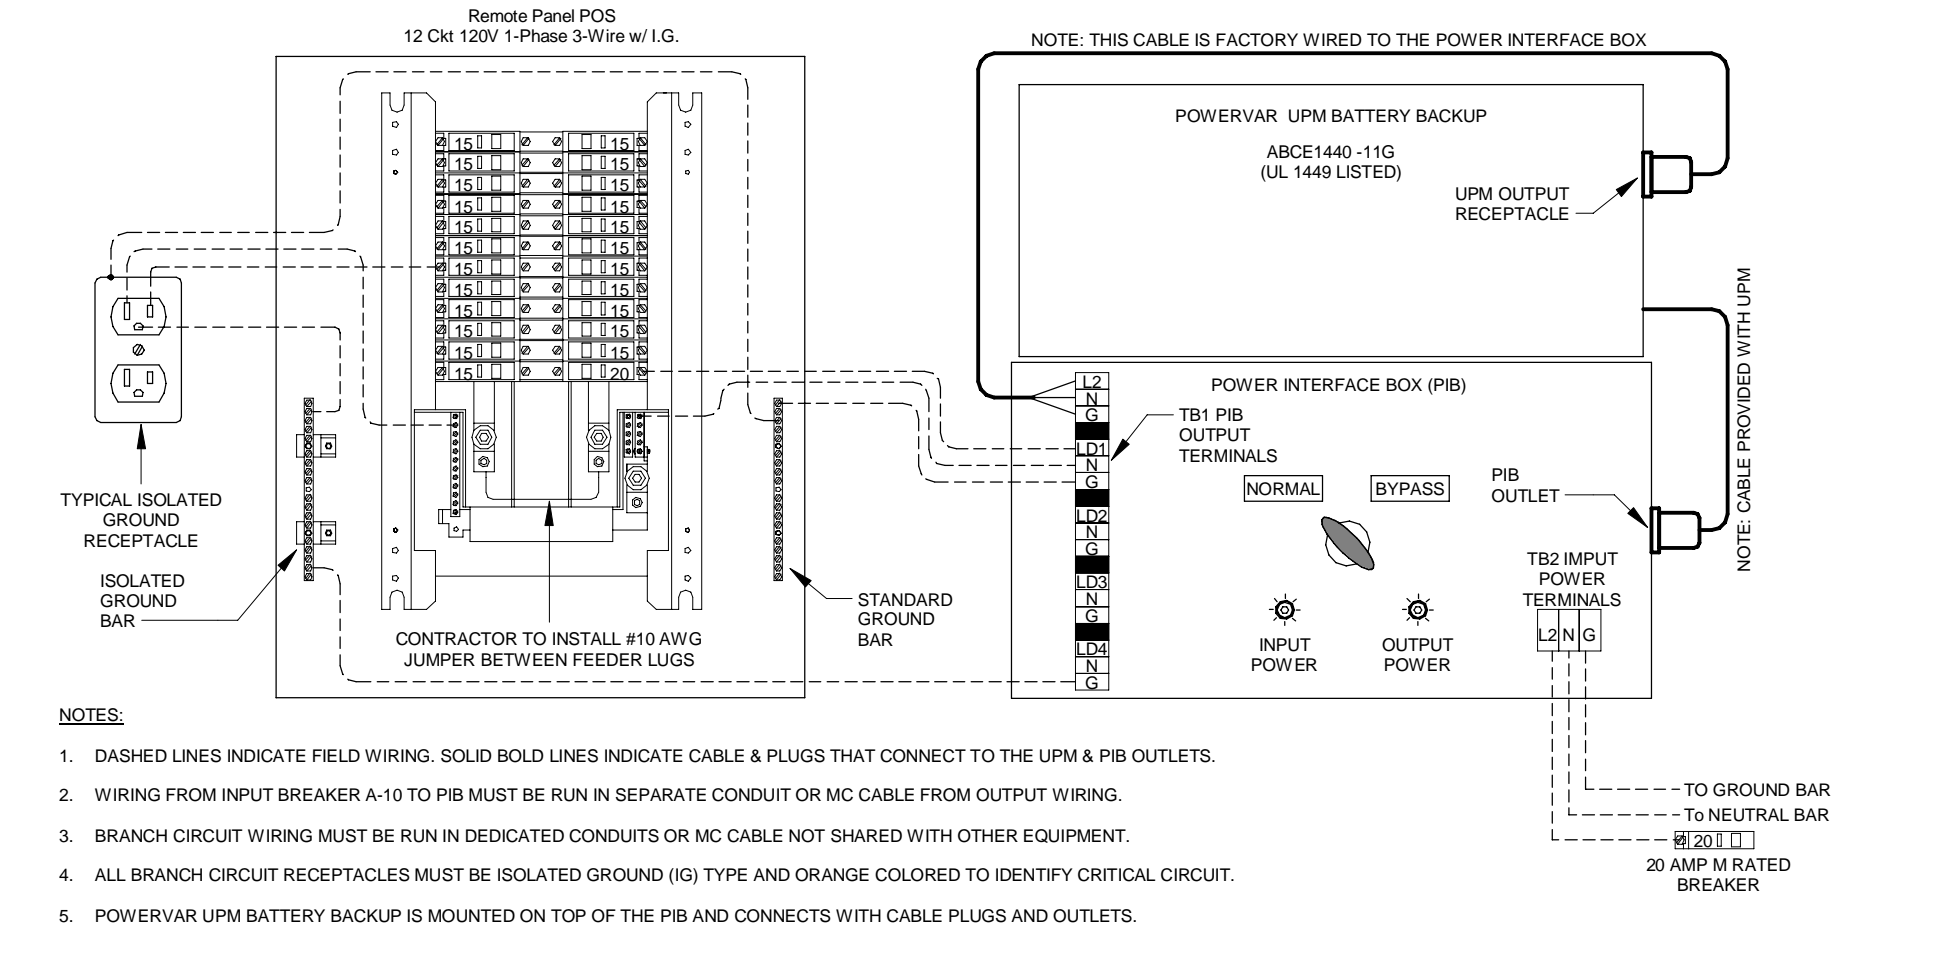 Remote Panel POS
12 Ckt 120V 1-Phase 3-Wire w/ I.G.
NOTE: THIS CABLE IS FACTORY WIRED TO THE POWER INTERFACE BOX
POWERVAR UPM BATTERY BACKUP
ABCE1440 -11G
(UL 1449 LISTED)
UPM OUTPUT
RECEPTACLE
NOTE: CABLE PROVIDED WITH UPM
15 15
15 15
15 15
15 15
15 15
15 15
15 15
15 15
15 15
15 15
15 15
15 20
TYPICAL ISOLATED
GROUND
RECEPTACLE
ISOLATED
GROUND
BAR
CONTRACTOR TO INSTALL #10 AWG
JUMPER BETWEEN FEEDER LUGS
STANDARD
GROUND
BAR
POWER INTERFACE BOX (PIB)
L2
N
G
LD1
N
G
LD2
N
G
LD3
N
G
LD4
N
G
TB1 PIB
OUTPUT
TERMINALS
NORMAL
BYPASS
PIB
OUTLET
INPUT
POWER
OUTPUT
POWER
TB2 IMPUT
POWER
TERMINALS
L2 N G
TO GROUND BAR
To NEUTRAL BAR
20
20 AMP M RATED
BREAKER
NOTES:
1. DASHED LINES INDICATE FIELD WIRING. SOLID BOLD LINES INDICATE CABLE & PLUGS THAT CONNECT TO THE UPM & PIB OUTLETS.
2. WIRING FROM INPUT BREAKER A-10 TO PIB MUST BE RUN IN SEPARATE CONDUIT OR MC CABLE FROM OUTPUT WIRING.
3. BRANCH CIRCUIT WIRING MUST BE RUN IN DEDICATED CONDUITS OR MC CABLE NOT SHARED WITH OTHER EQUIPMENT.
4. ALL BRANCH CIRCUIT RECEPTACLES MUST BE ISOLATED GROUND (IG) TYPE AND ORANGE COLORED TO IDENTIFY CRITICAL CIRCUIT.
5. POWERVAR UPM BATTERY BACKUP IS MOUNTED ON TOP OF THE PIB AND CONNECTS WITH CABLE PLUGS AND OUTLETS.